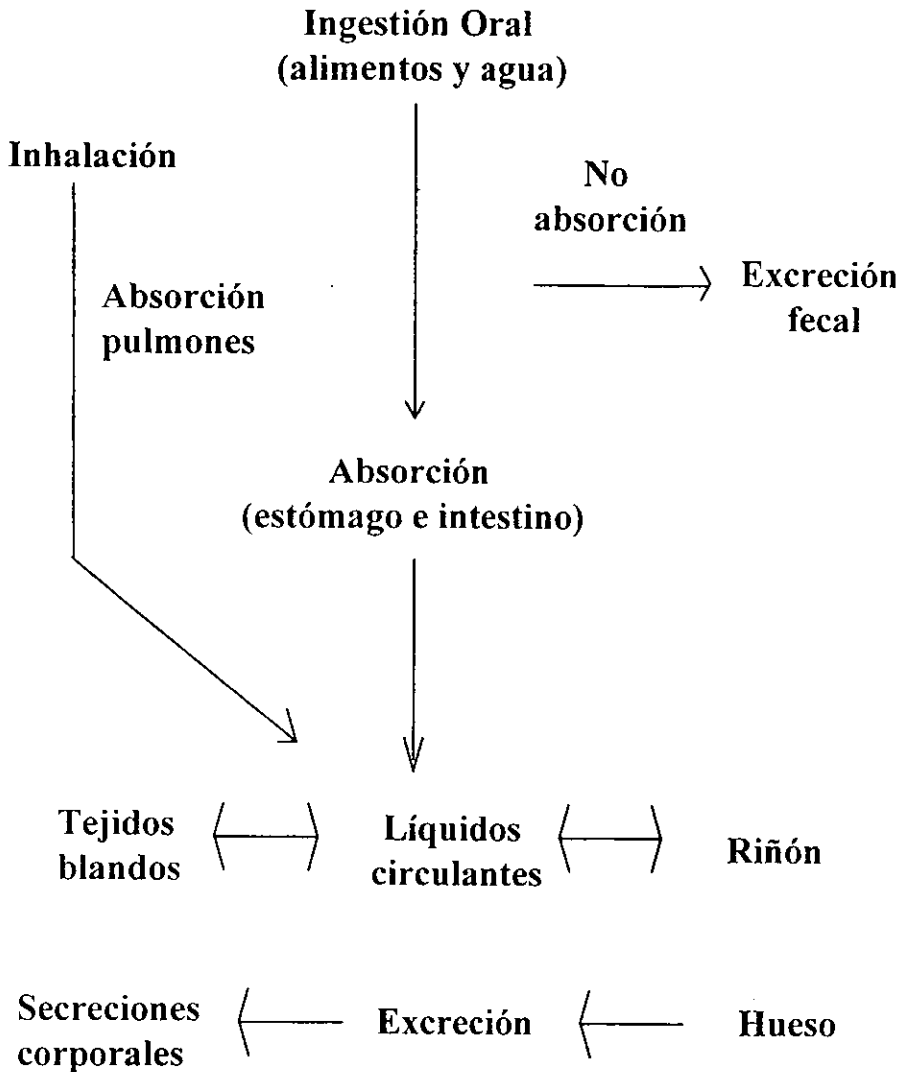 Ingestión Oral
(alimentos y agua)
Inhalación
No
absorción
Excreción
fecal
Absorción
pulmones
Absorción
(estómago e intestino)
Tejidos
blandos
Líquidos
circulantes
Riñón
Secreciones
corporales
Excreción
Hueso